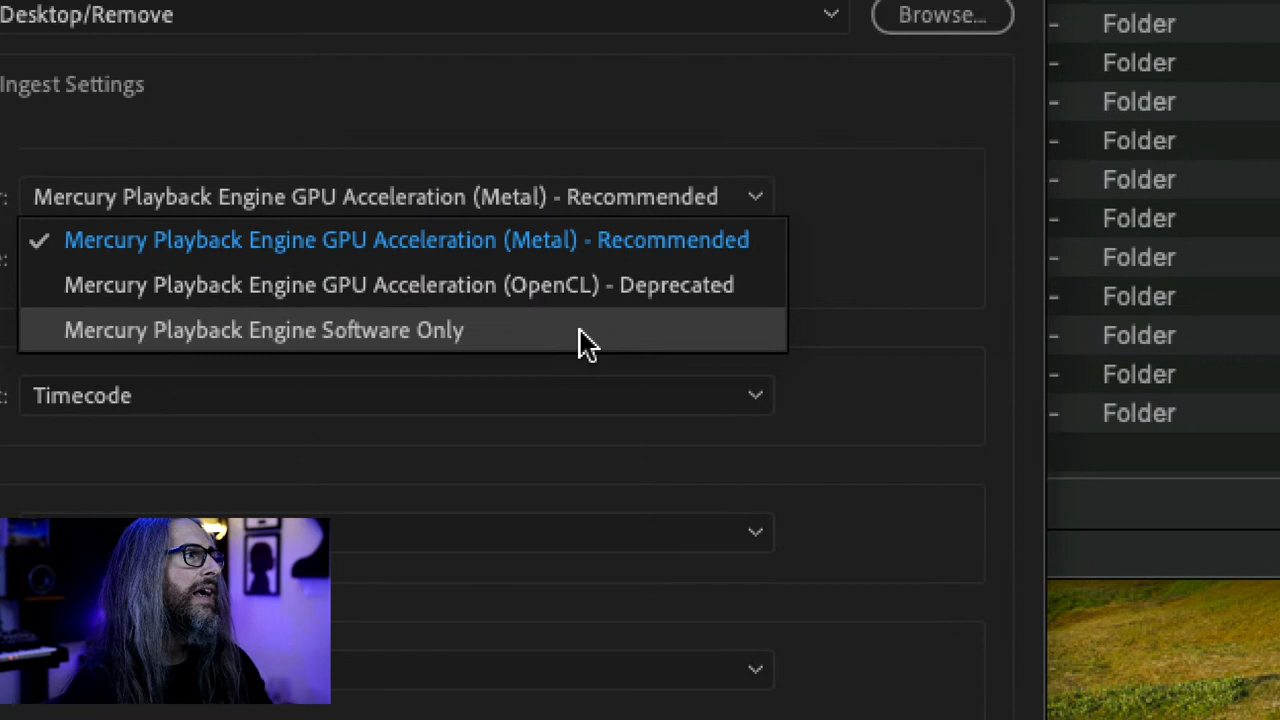 Desktop/Remove
Browse...
Folder
Ingest Settings
Folder
Folder
Folder
Folder
: Mercury Playback Engine GPU Acceleration (Metal) - Recommended
Folder
✓ Mercury Playback Engine GPU Acceleration (Metal) - Recommended
Folder
Mercury Playback Engine GPU Acceleration (OpenCL) - Deprecated
Folder
Mercury Playback Engine Software Only
Folder
Folder
Timecode
Folder